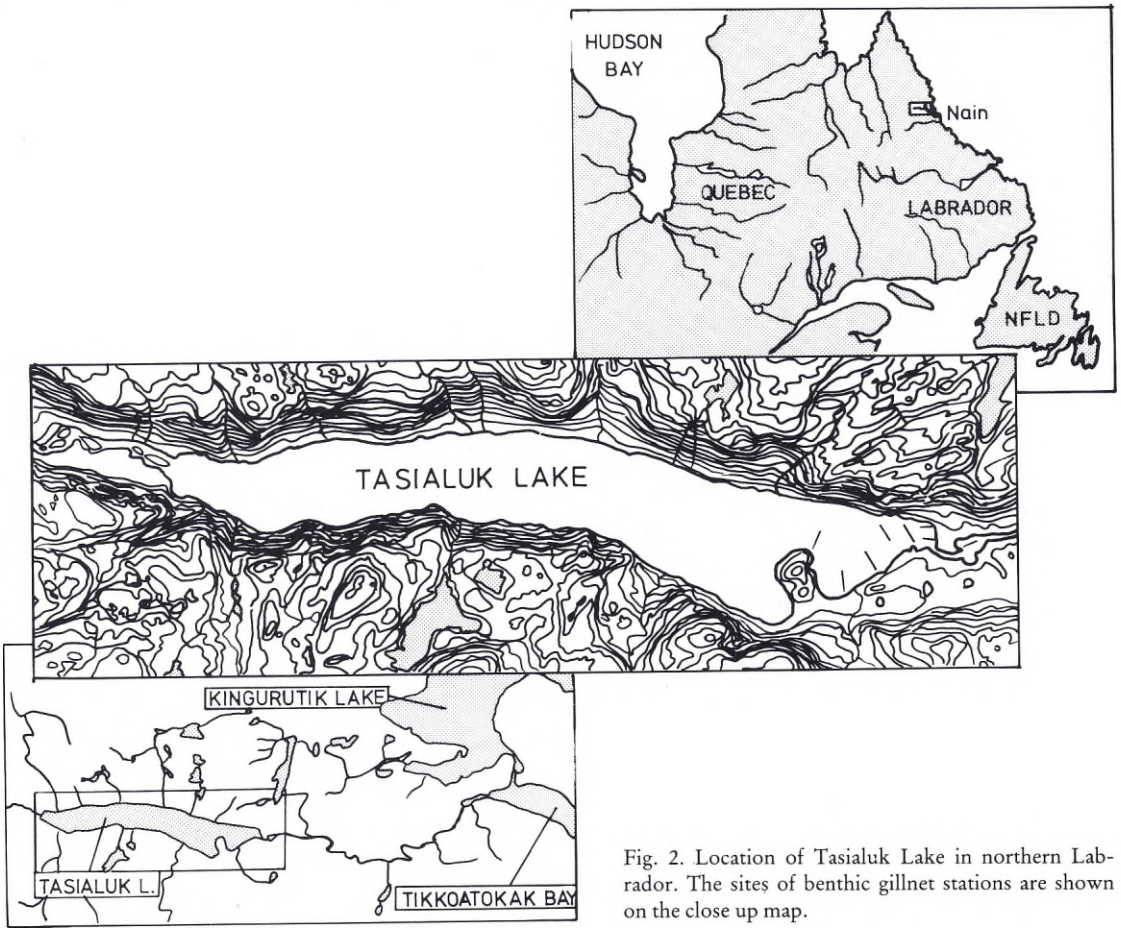 HUDSON
BAY
Nain
QUEBEC
LABRADOR
NFLD
TASIALUK LAKE
KINGURUTIK LAKE
TASIALUK L.
TIKKOATOKAK BAY
Fig. 2. Location of Tasialuk Lake in northern Lab-
rador. The sites of benthic gillnet stations are shown
on the close up map.